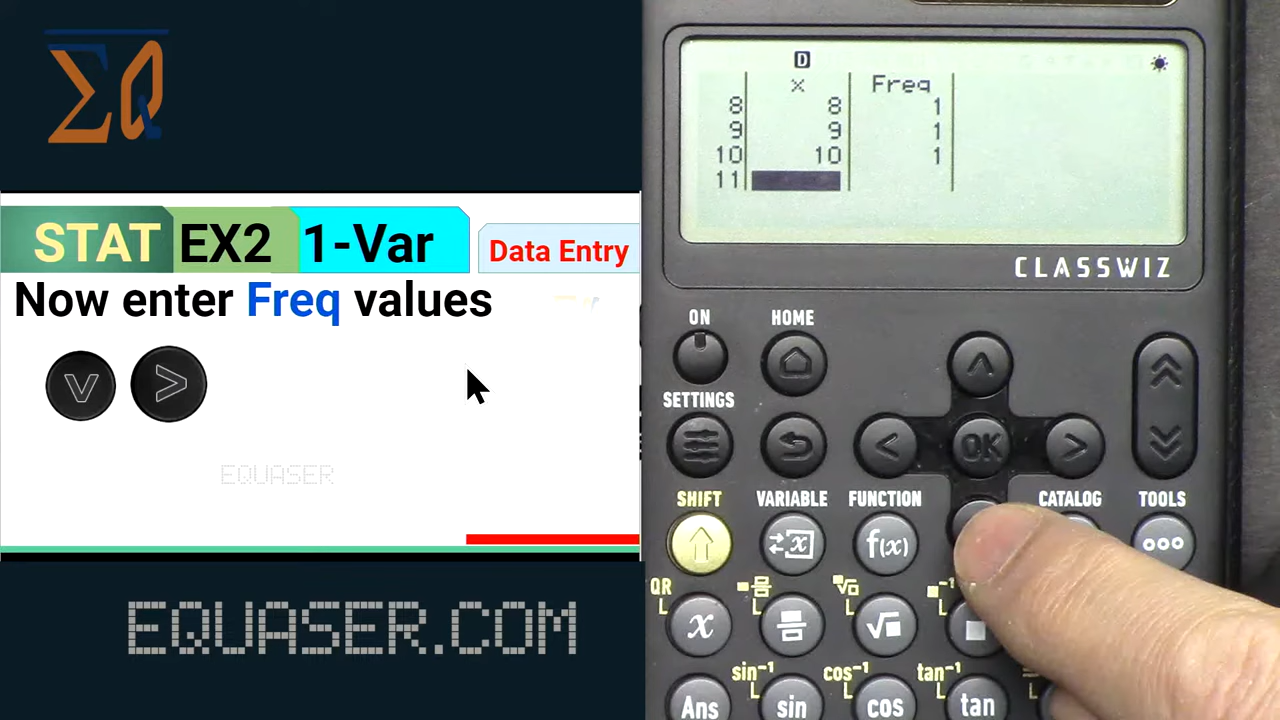 ΣQ
STAT EX2 1-Var Data Entry
Now enter Freq values
EQUASER
EQUASER.COM
D
x Freq
8 8 1
9 9 1
10 10 1
11
CLASSWIZ
ON HOME
SETTINGS
OK
SHIFT VARIABLE FUNCTION CATALOG TOOLS
x f(x)
QR
x √
sin⁻¹ cos⁻¹ tan⁻¹
Ans sin cos tan